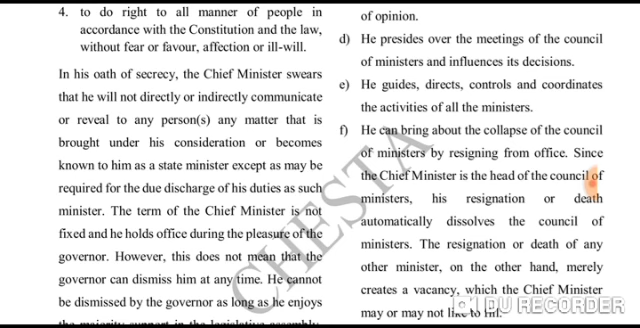 4. to do right to all manner of people in
accordance with the Constitution and the law,
without fear or favour, affection or ill-will.
In his oath of secrecy, the Chief Minister swears
that he will not directly or indirectly communicate
or reveal to any person(s) any matter that is
brought under his consideration or becomes
known to him as a state minister except as may be
required for the due discharge of his duties as such
minister. The term of the Chief Minister is not
fixed and he holds office during the pleasure of the
governor. However, this does not mean that the
governor can dismiss him at any time. He cannot
be dismissed by the governor as long as he enjoys
the majority support in the legislative assembly.
of opinion.
d) He presides over the meetings of the council
of ministers and influences its decisions.
e) He guides, directs, controls and coordinates
the activities of all the ministers.
f) He can bring about the collapse of the council
of ministers by resigning from office. Since
the Chief Minister is the head of the council of
ministers, his resignation or death
automatically dissolves the council of
ministers. The resignation or death of any
other minister, on the other hand, merely
creates a vacancy, which the Chief Minister
may or may not like to fill.
CHESTA
DU RECORDER